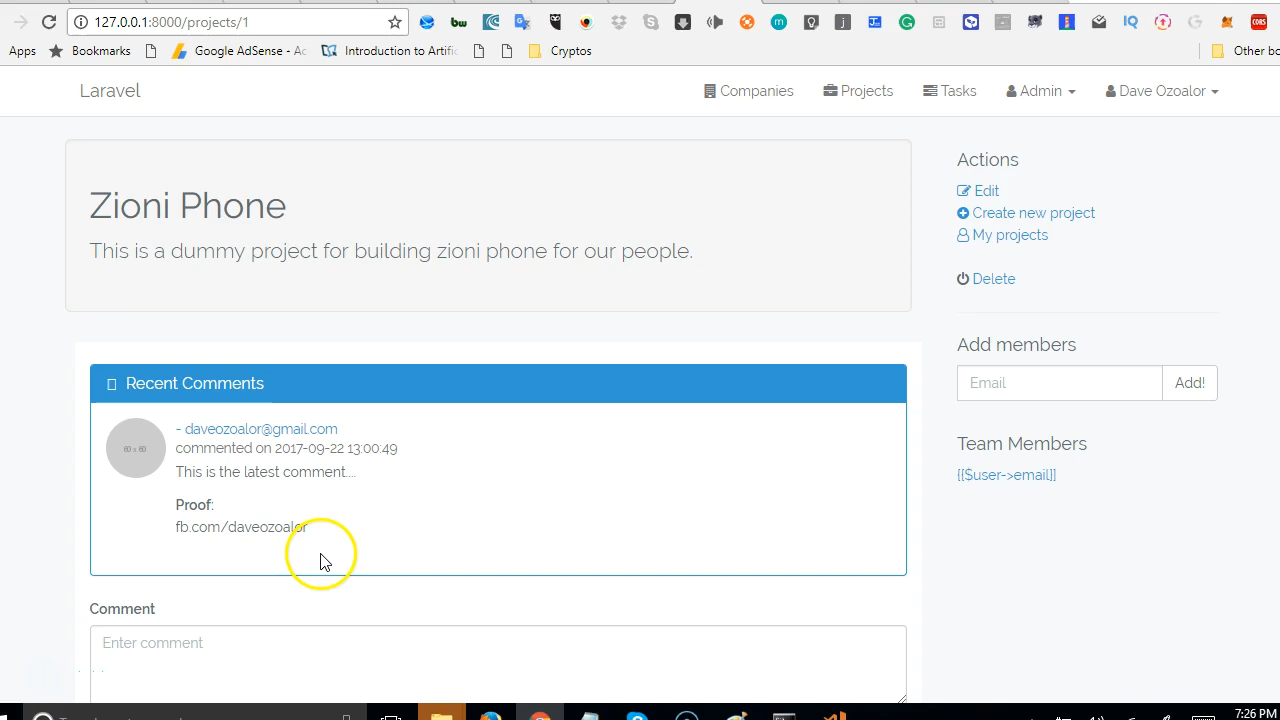 127.0.0.1:8000/projects/1
Apps Bookmarks Google AdSense - Ac Introduction to Artific Cryptos Other bo
Laravel Companies Projects Tasks Admin Dave Ozoalor
Zioni Phone
This is a dummy project for building zioni phone for our people.
Actions
Edit
Create new project
My projects
Delete
Add members
Email Add!
Team Members
{{$user->email}}
Recent Comments
- daveozoalor@gmail.com
commented on 2017-09-22 13:00:49
This is the latest comment....
Proof:
fb.com/daveozoalor
60 x 60
Comment
Enter comment
7:26 PM